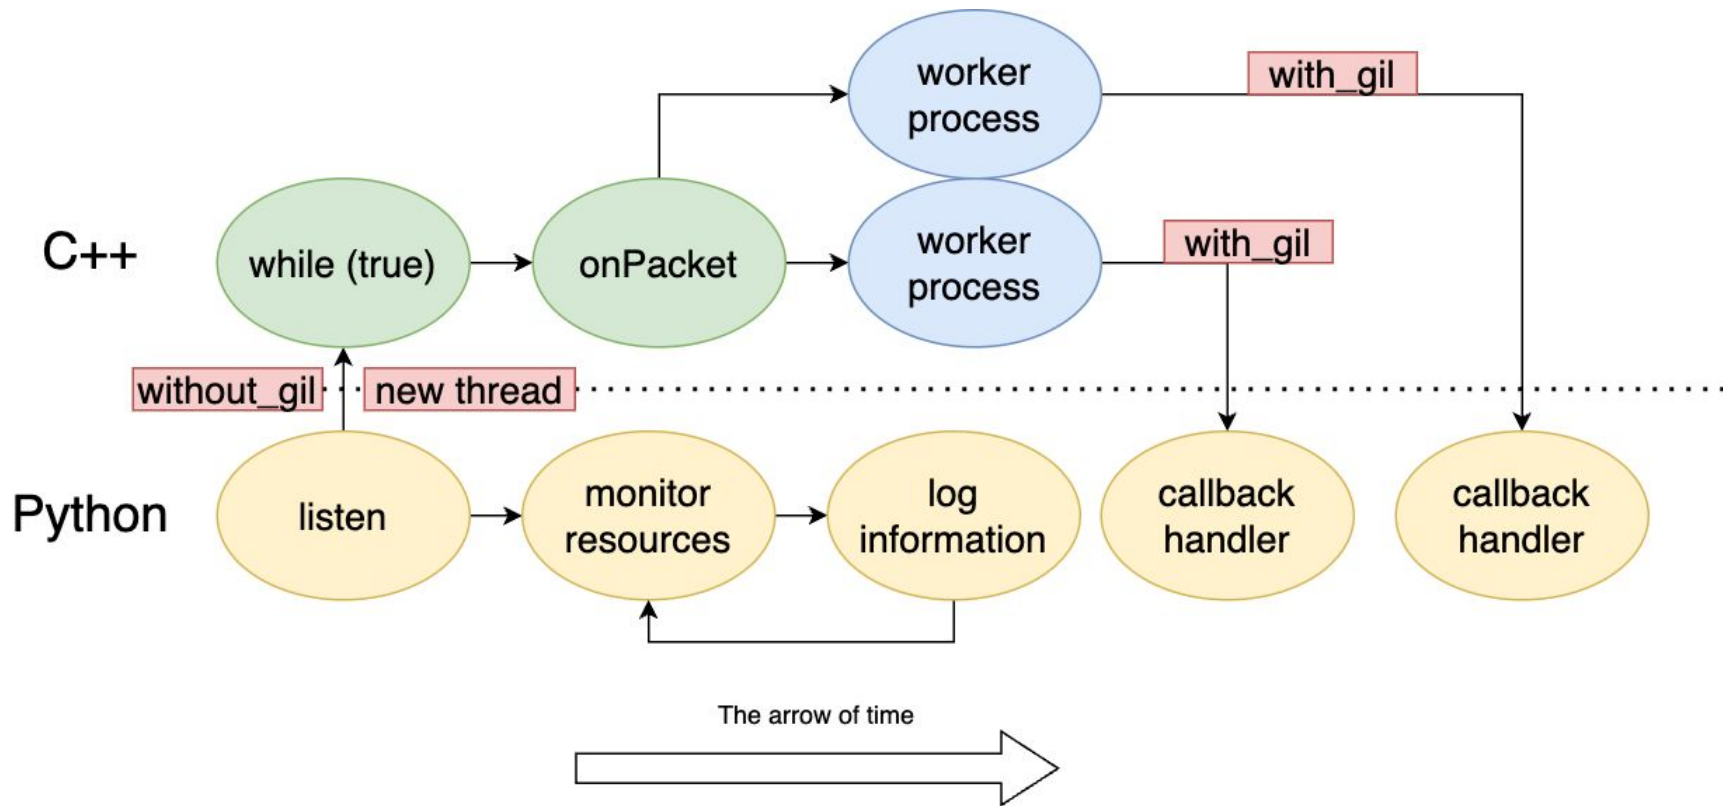 worker
process
with_gil
C++
while (true)
onPacket
worker
process
with_gil
without_gil
new thread
Python
listen
monitor
resources
log
information
callback
handler
callback
handler
The arrow of time